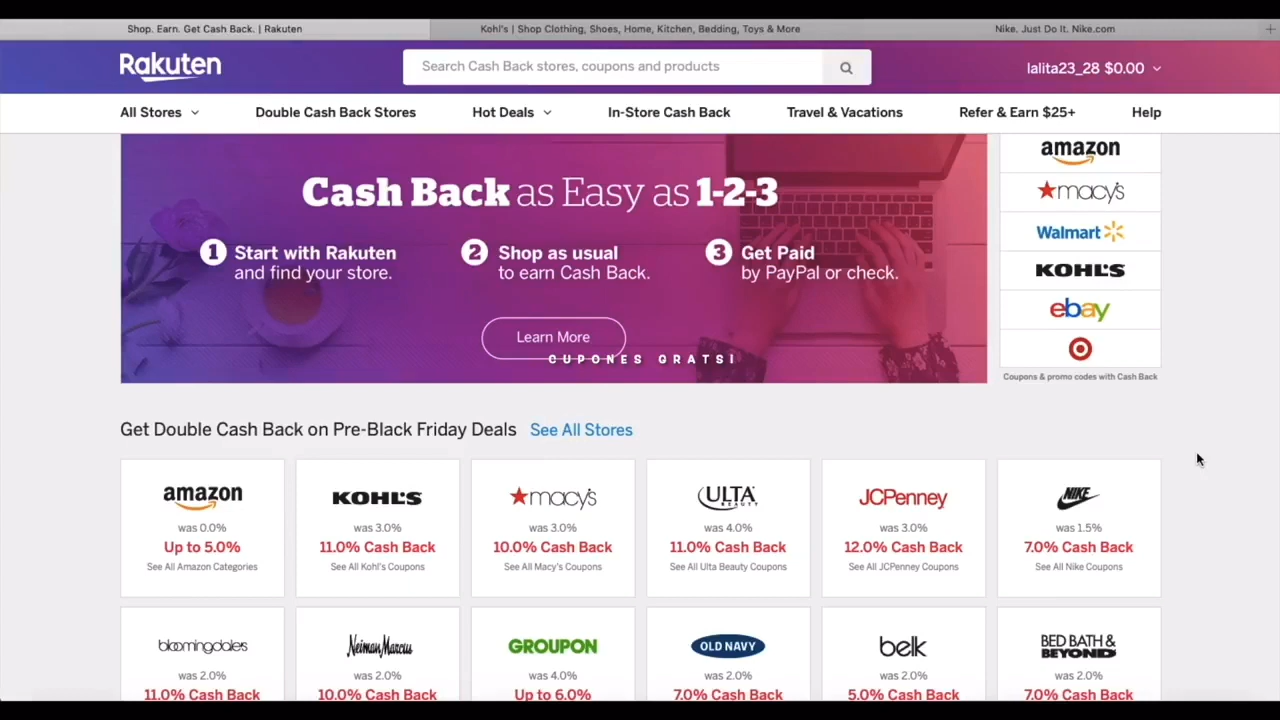 Shop. Earn. Get Cash Back. | Rakuten
Kohl's | Shop Clothing, Shoes, Home, Kitchen, Bedding, Toys & More
Nike. Just Do It. Nike.com
Rakuten
Search Cash Back stores, coupons and products
lalita23_28 $0.00
All Stores
Double Cash Back Stores
Hot Deals
In-Store Cash Back
Travel & Vacations
Refer & Earn $25+
Help
Cash Back as Easy as 1-2-3
1 Start with Rakuten
and find your store.
2 Shop as usual
to earn Cash Back.
3 Get Paid
by PayPal or check.
Learn More
CUPONES GRATS!
amazon
macy's
Walmart
KOHL'S
ebay
Coupons & promo codes with Cash Back
Get Double Cash Back on Pre-Black Friday Deals See All Stores
amazon
was 0.0%
Up to 5.0%
See All Amazon Categories
KOHL'S
was 3.0%
11.0% Cash Back
See All Kohl's Coupons
macy's
was 3.0%
10.0% Cash Back
See All Macy's Coupons
ULTA
BEAUTY
was 4.0%
11.0% Cash Back
See All Ulta Beauty Coupons
JCPenney
was 3.0%
12.0% Cash Back
See All JCPenney Coupons
NIKE
was 1.5%
7.0% Cash Back
See All Nike Coupons
bloomingdale's
was 2.0%
11.0% Cash Back
Neiman Marcus
was 2.0%
10.0% Cash Back
GROUPON
was 4.0%
Up to 6.0%
OLD NAVY
was 2.0%
7.0% Cash Back
belk
was 2.0%
5.0% Cash Back
BED BATH &
BEYOND
was 2.0%
7.0% Cash Back